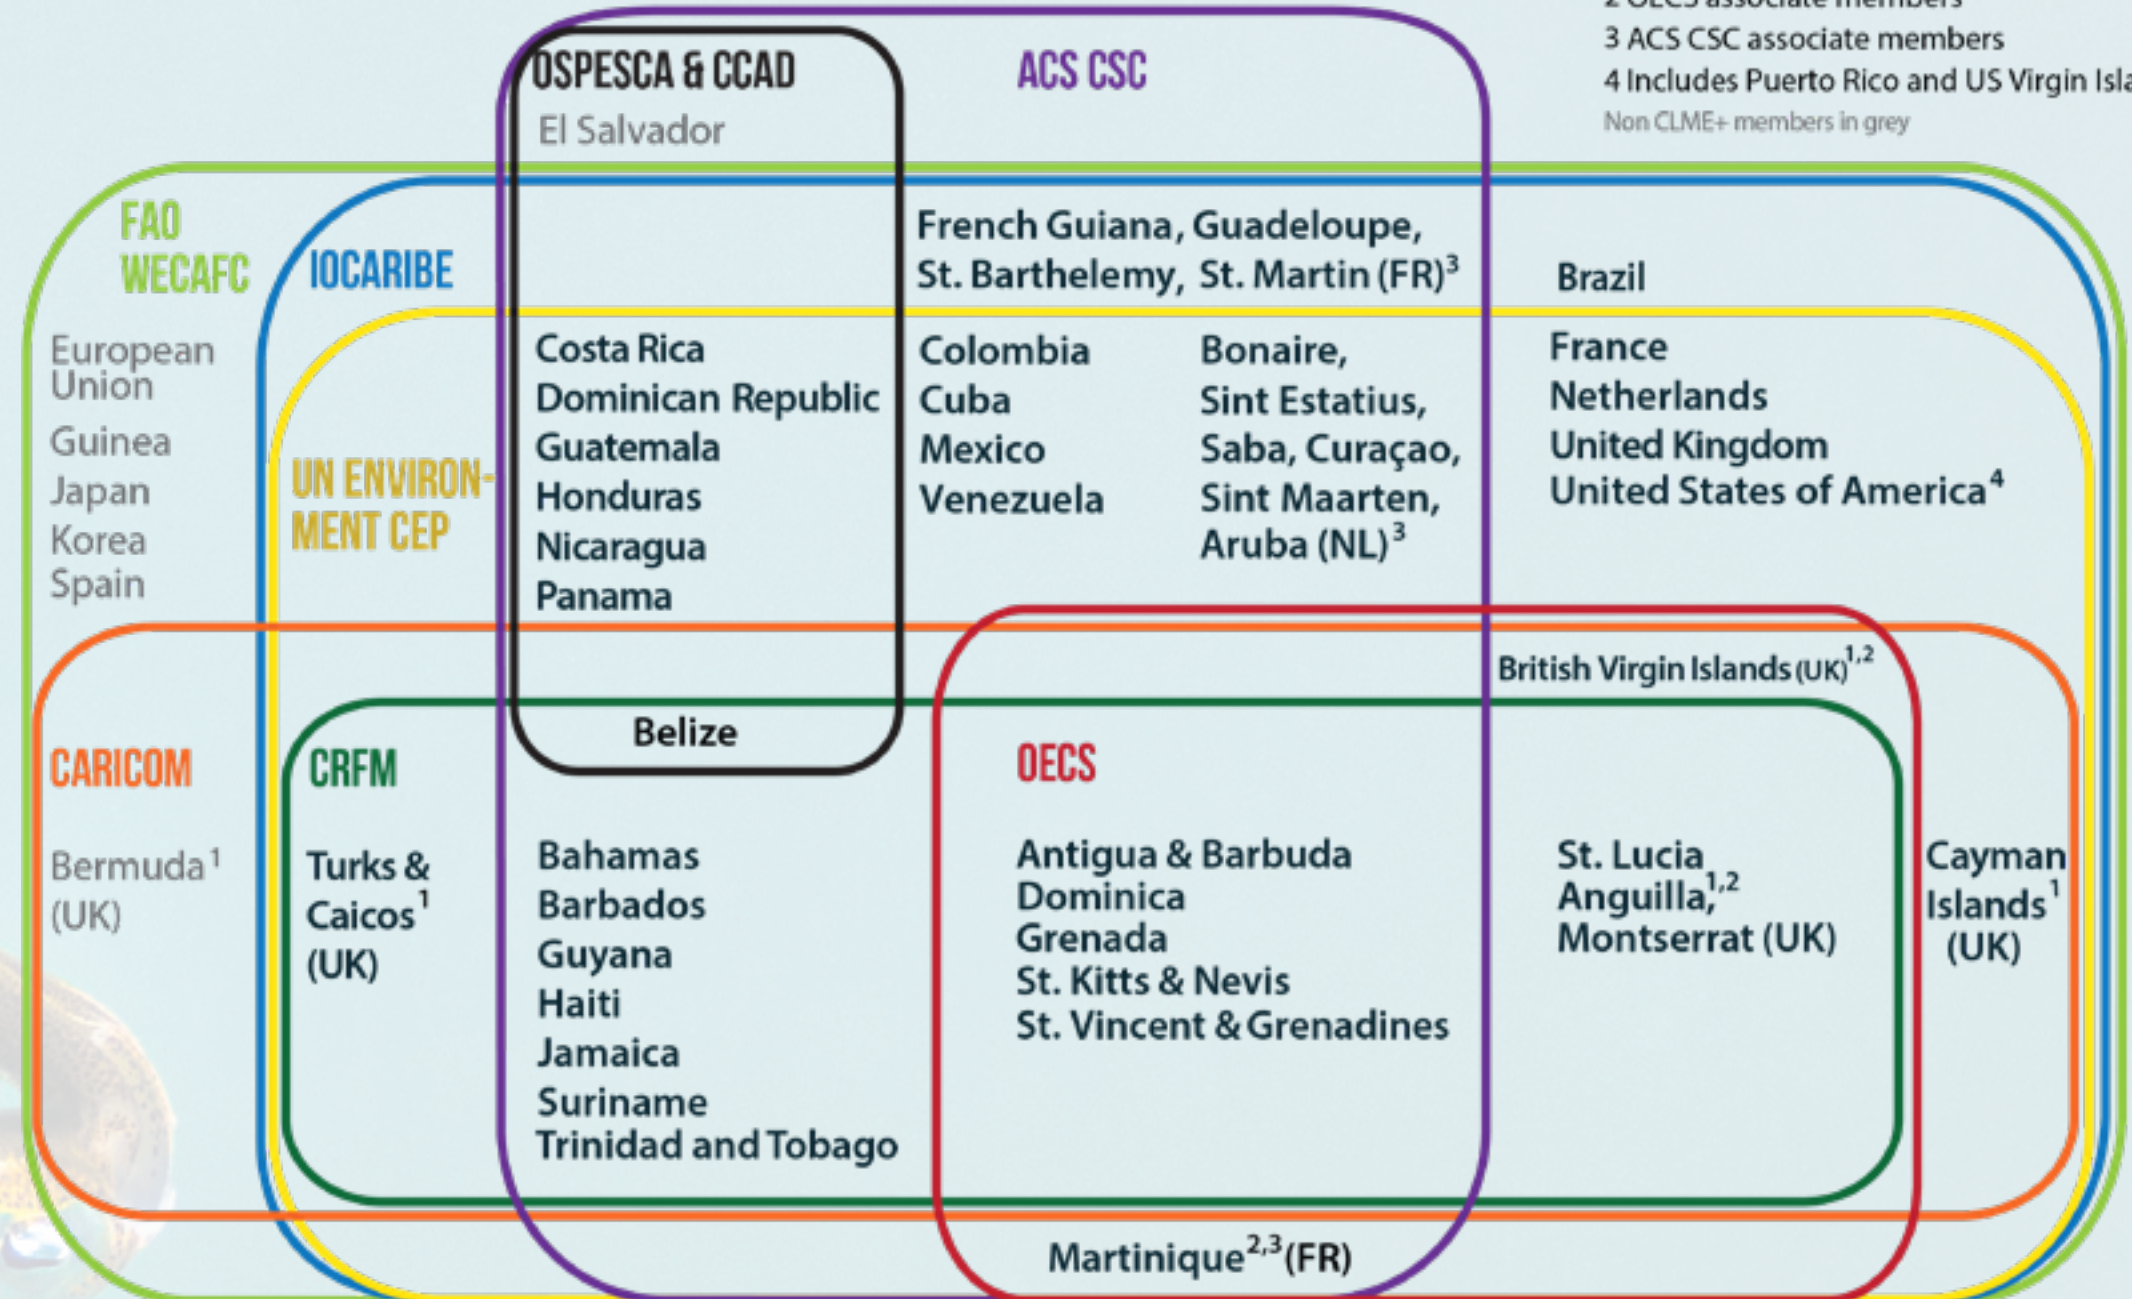 2 OECS associate members
3 ACS CSC associate members
4 Includes Puerto Rico and US Virgin
Non CLME+ members in grey
OSPESCA & CCAD
El Salvador
ACS CSC
FAO
WECAFC
IOCARIBE
French Guiana, Guadeloupe,
St. Barthelemy, St. Martin (FR)³
Brazil
European
Union
Guinea
Japan
Korea
Spain
UN ENVIRON-
MENT CEP
Costa Rica
Dominican Republic
Guatemala
Honduras
Nicaragua
Panama
Colombia
Cuba
Mexico
Venezuela
Bonaire,
Sint Estatius,
Saba, Curaçao,
Sint Maarten,
Aruba (NL)³
France
Netherlands
United Kingdom
United States of America⁴
British Virgin Islands (UK)¹,²
CARICOM
Bermuda¹
(UK)
CRFM
Turks &
Caicos¹
(UK)
Belize
Bahamas
Barbados
Guyana
Haiti
Jamaica
Suriname
Trinidad and Tobago
OECS
Antigua & Barbuda
Dominica
Grenada
St. Kitts & Nevis
St. Vincent & Grenadines
St. Lucia
Anguilla,¹,²
Montserrat (UK)
Cayman
Islands¹
(UK)
Martinique²,³ (FR)